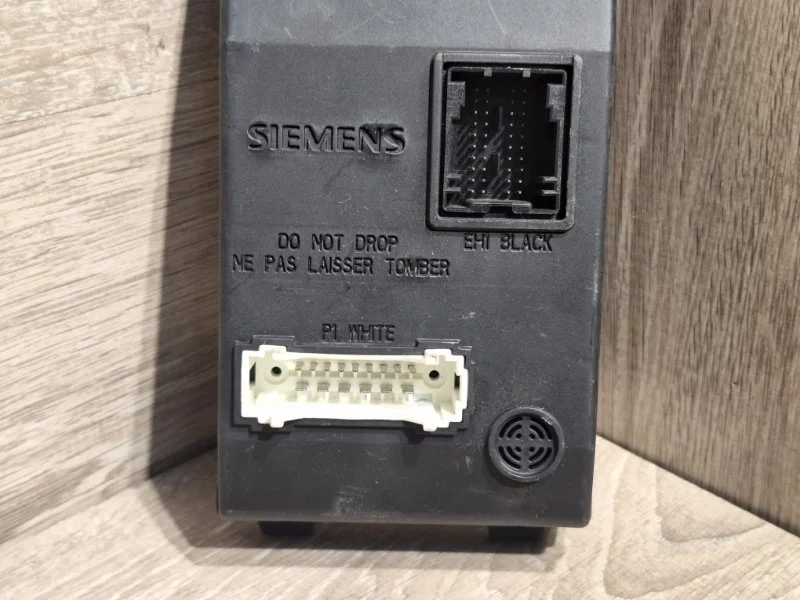 SIEMENS
DO NOT DROP
NE PAS LAISSER TOMBER
EH1 BLACK
P1 WHITE